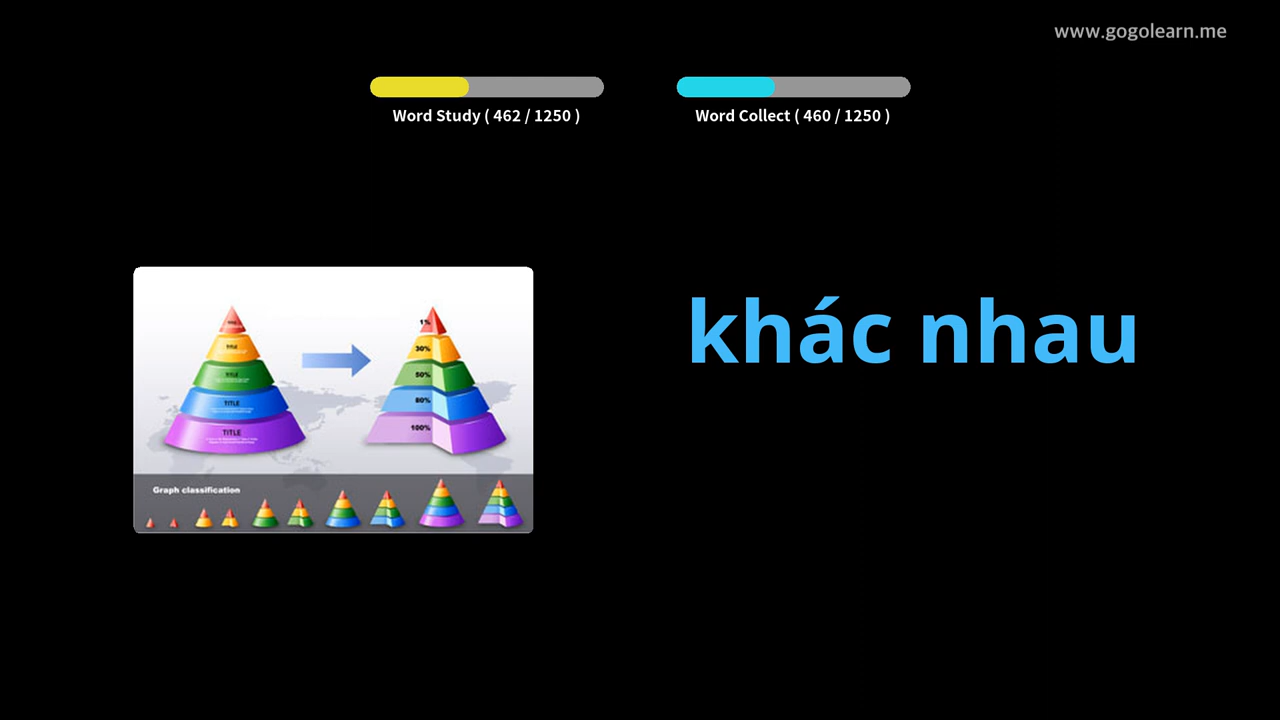 www.gogolearn.me
Word Study ( 462 / 1250 )
Word Collect ( 460 / 1250 )
khác nhau
TITLE
TITLE
TITLE
TITLE
1%
30%
50%
80%
100%
Graph classification